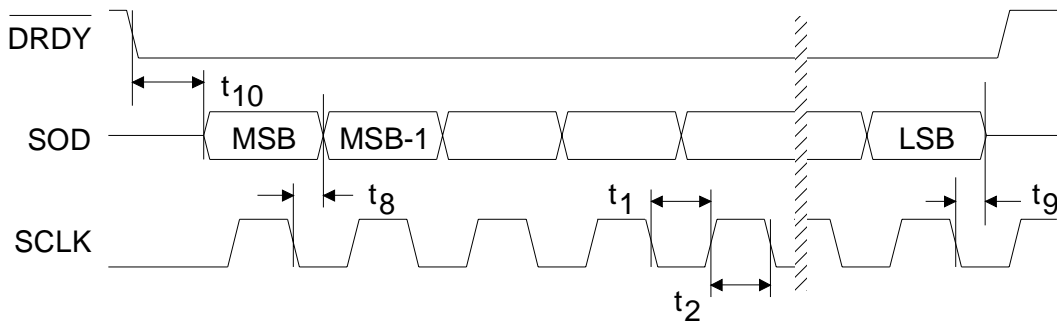 DRDY
t10
SOD
MSB
MSB-1
LSB
t8
t1
t9
SCLK
t2